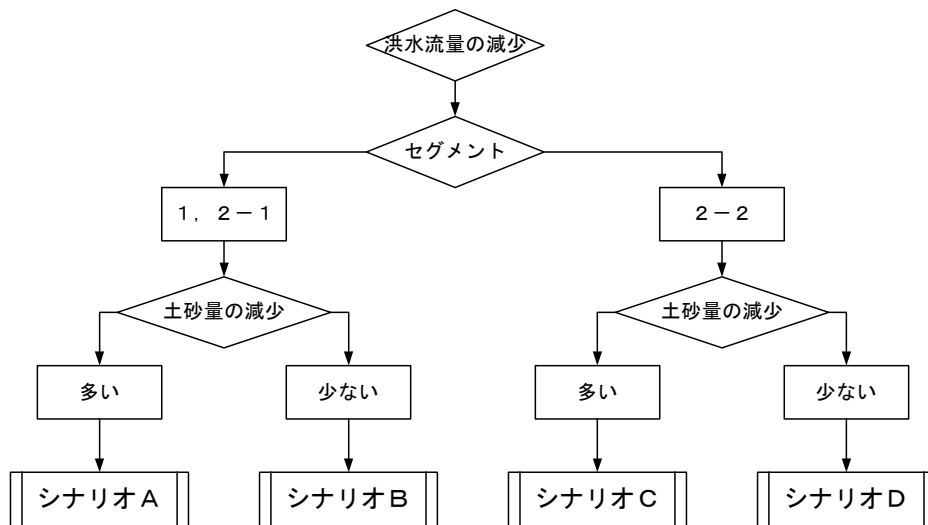 洪水流量の減少
セグメント
１，２－１
２－２
土砂量の減少
土砂量の減少
多い
少ない
多い
少ない
シナリオＡ
シナリオＢ
シナリオＣ
シナリオＤ